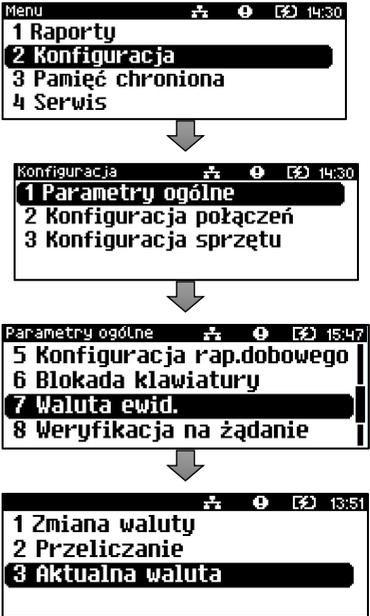 Menu 14:30
1 Raporty
2 Konfiguracja
3 Pamięć chroniona
4 Serwis
Konfiguracja 14:30
1 Parametry ogólne
2 Konfiguracja połączeń
3 Konfiguracja sprzętu
Parametry ogólne 15:47
5 Konfiguracja rap.dobowego
6 Blokada klawiatury
7 Waluta ewid.
8 Weryfikacja na żądanie
13:51
1 Zmiana waluty
2 Przeliczanie
3 Aktualna waluta